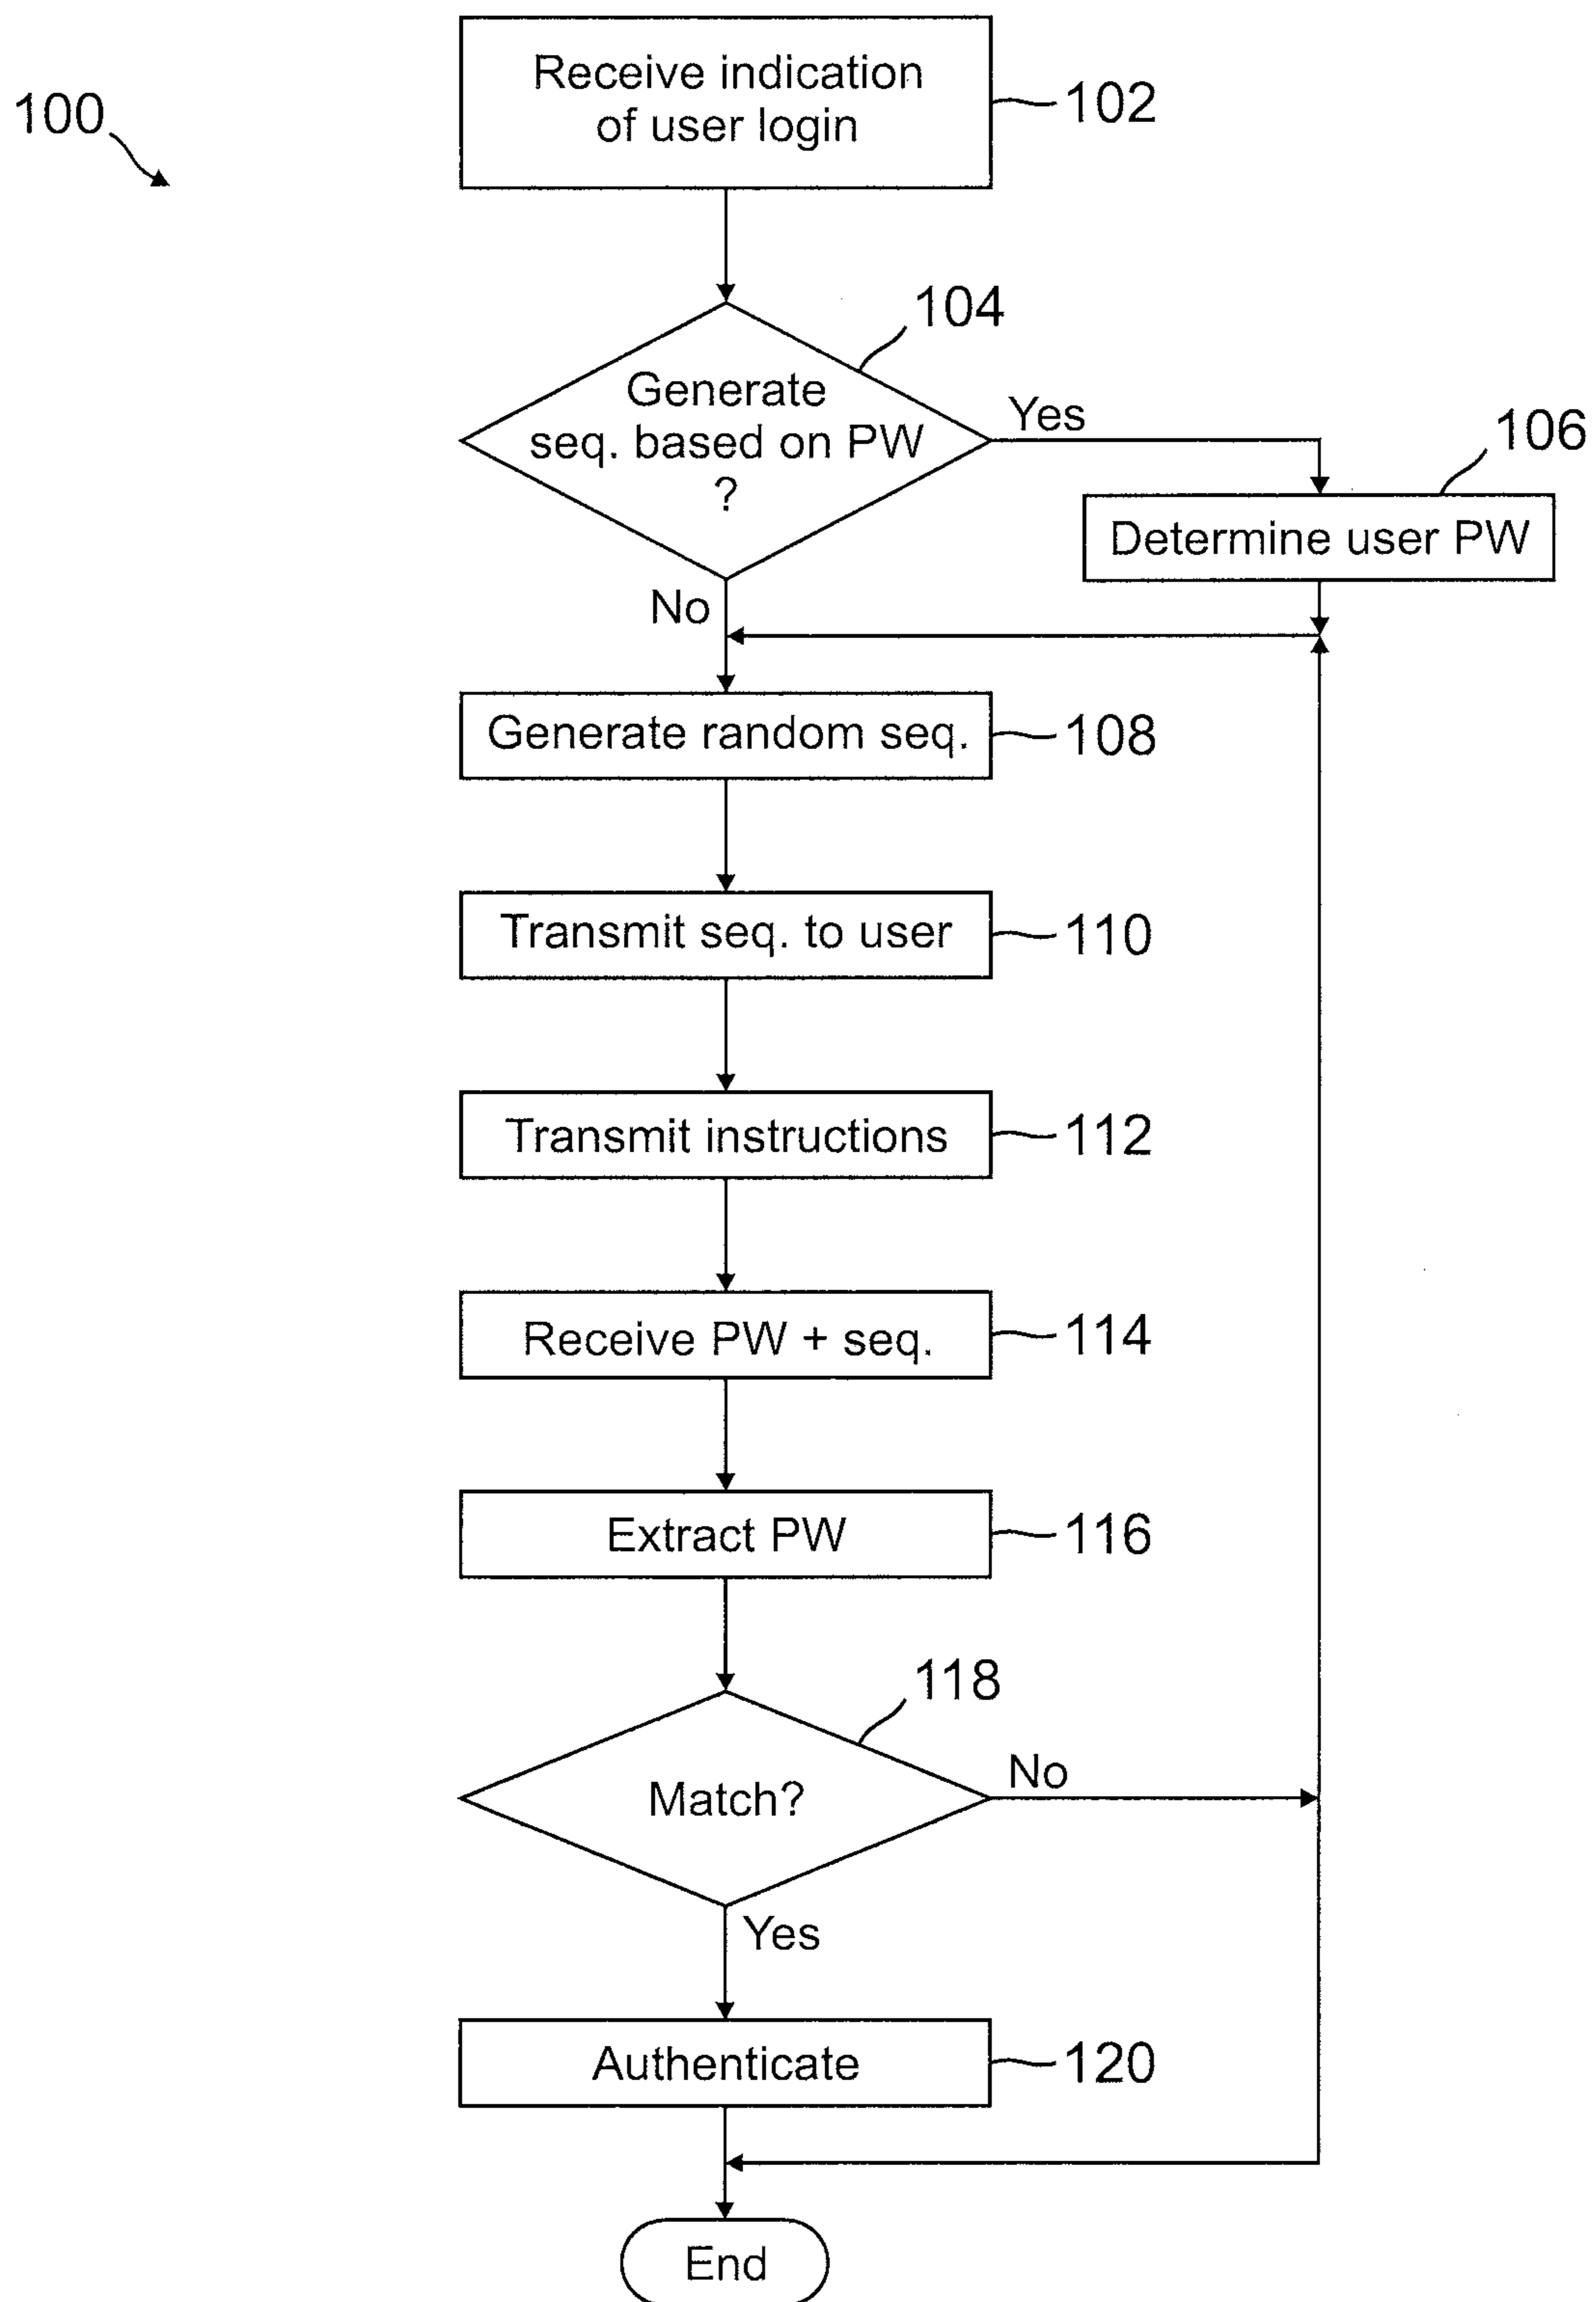 100
Receive indication
of user login
102
104
Generate
seq. based on PW
?
Yes
106
Determine user PW
No
Generate random seq.
108
Transmit seq. to user
110
Transmit instructions
112
Receive PW + seq.
114
Extract PW
116
118
Match?
No
Yes
Authenticate
120
End